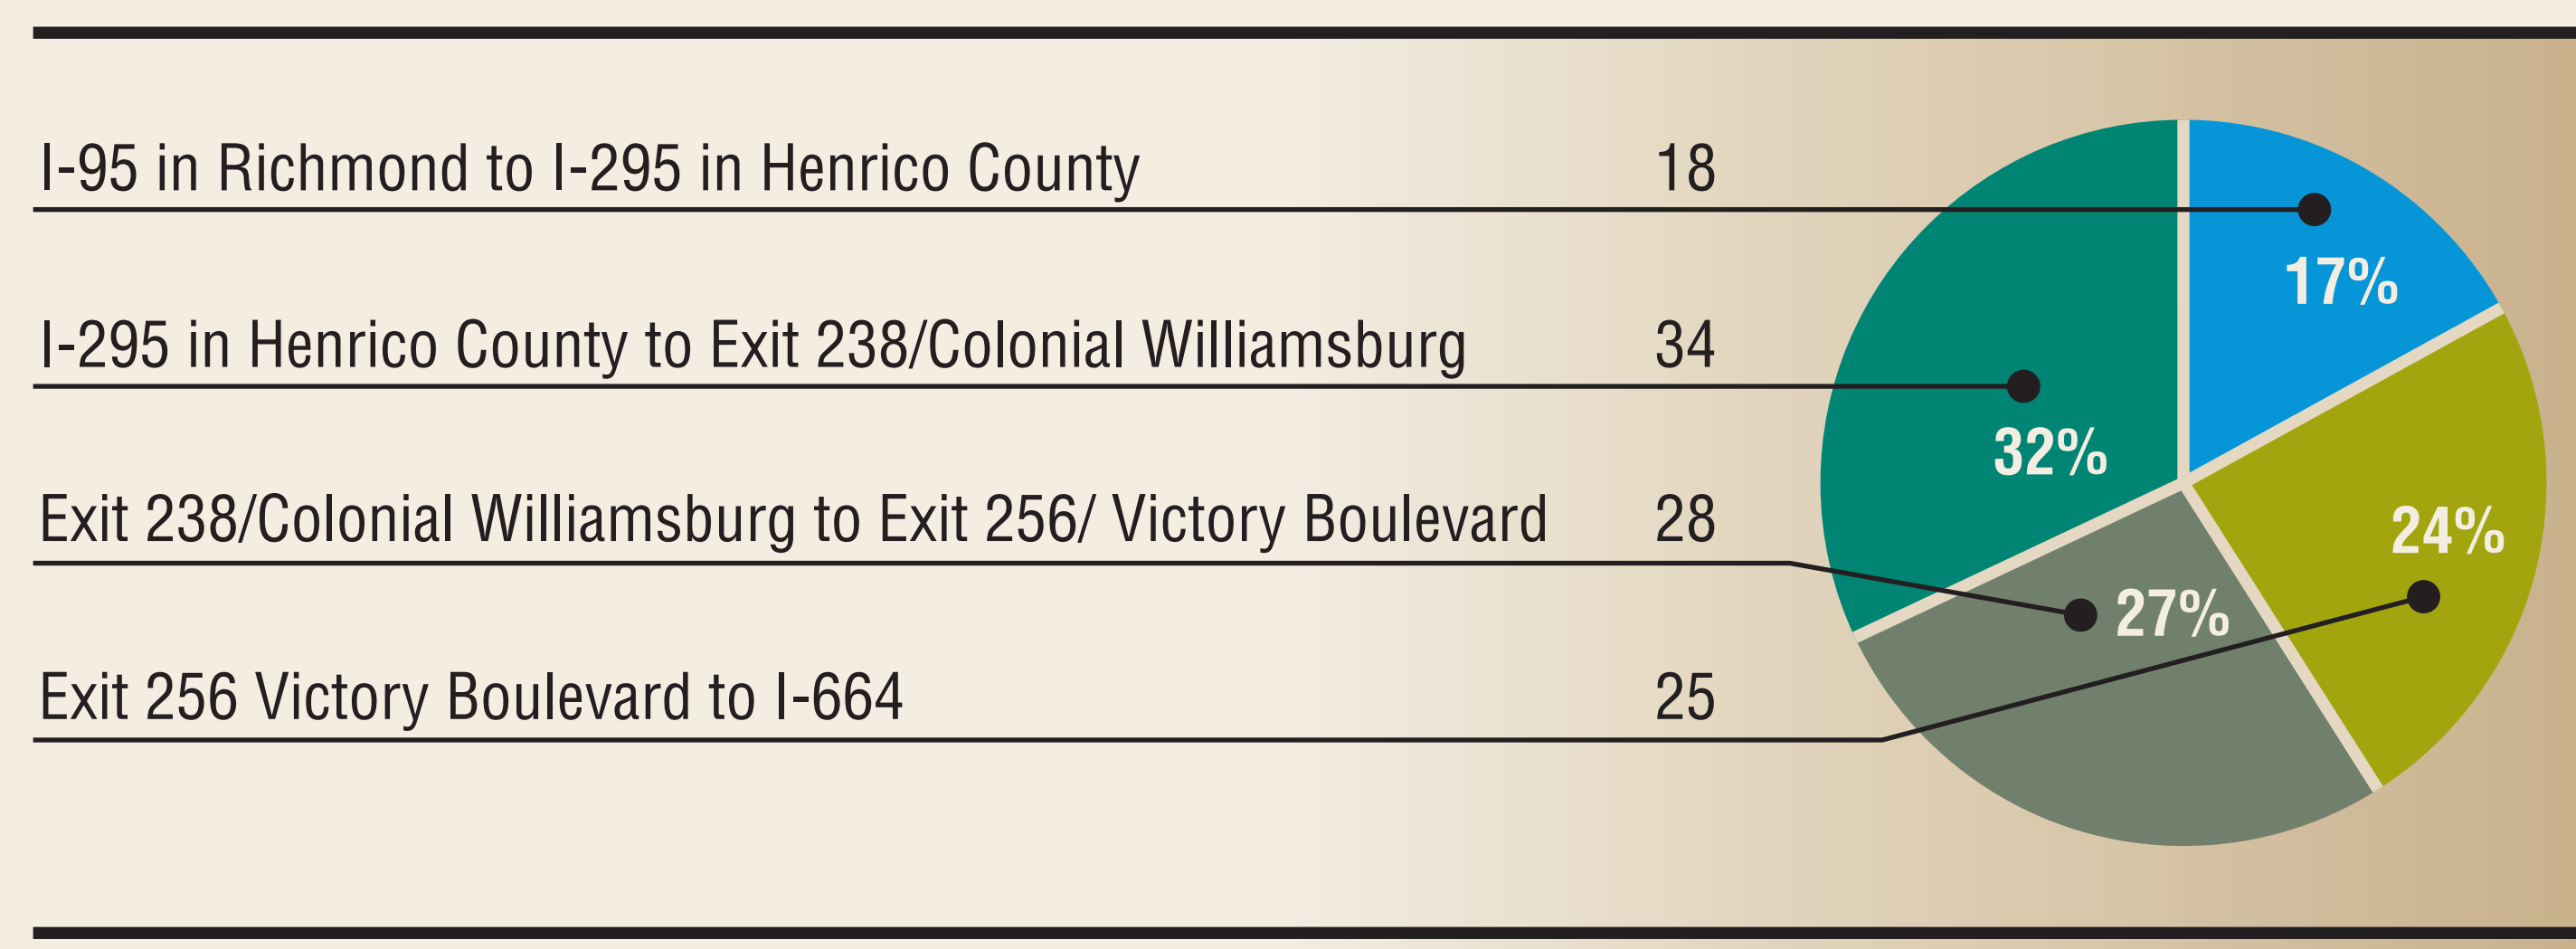 I-95 in Richmond to I-295 in Henrico County 18
17%
I-295 in Henrico County to Exit 238/Colonial Williamsburg 34
32%
Exit 238/Colonial Williamsburg to Exit 256/ Victory Boulevard 28
24%
27%
Exit 256 Victory Boulevard to I-664 25